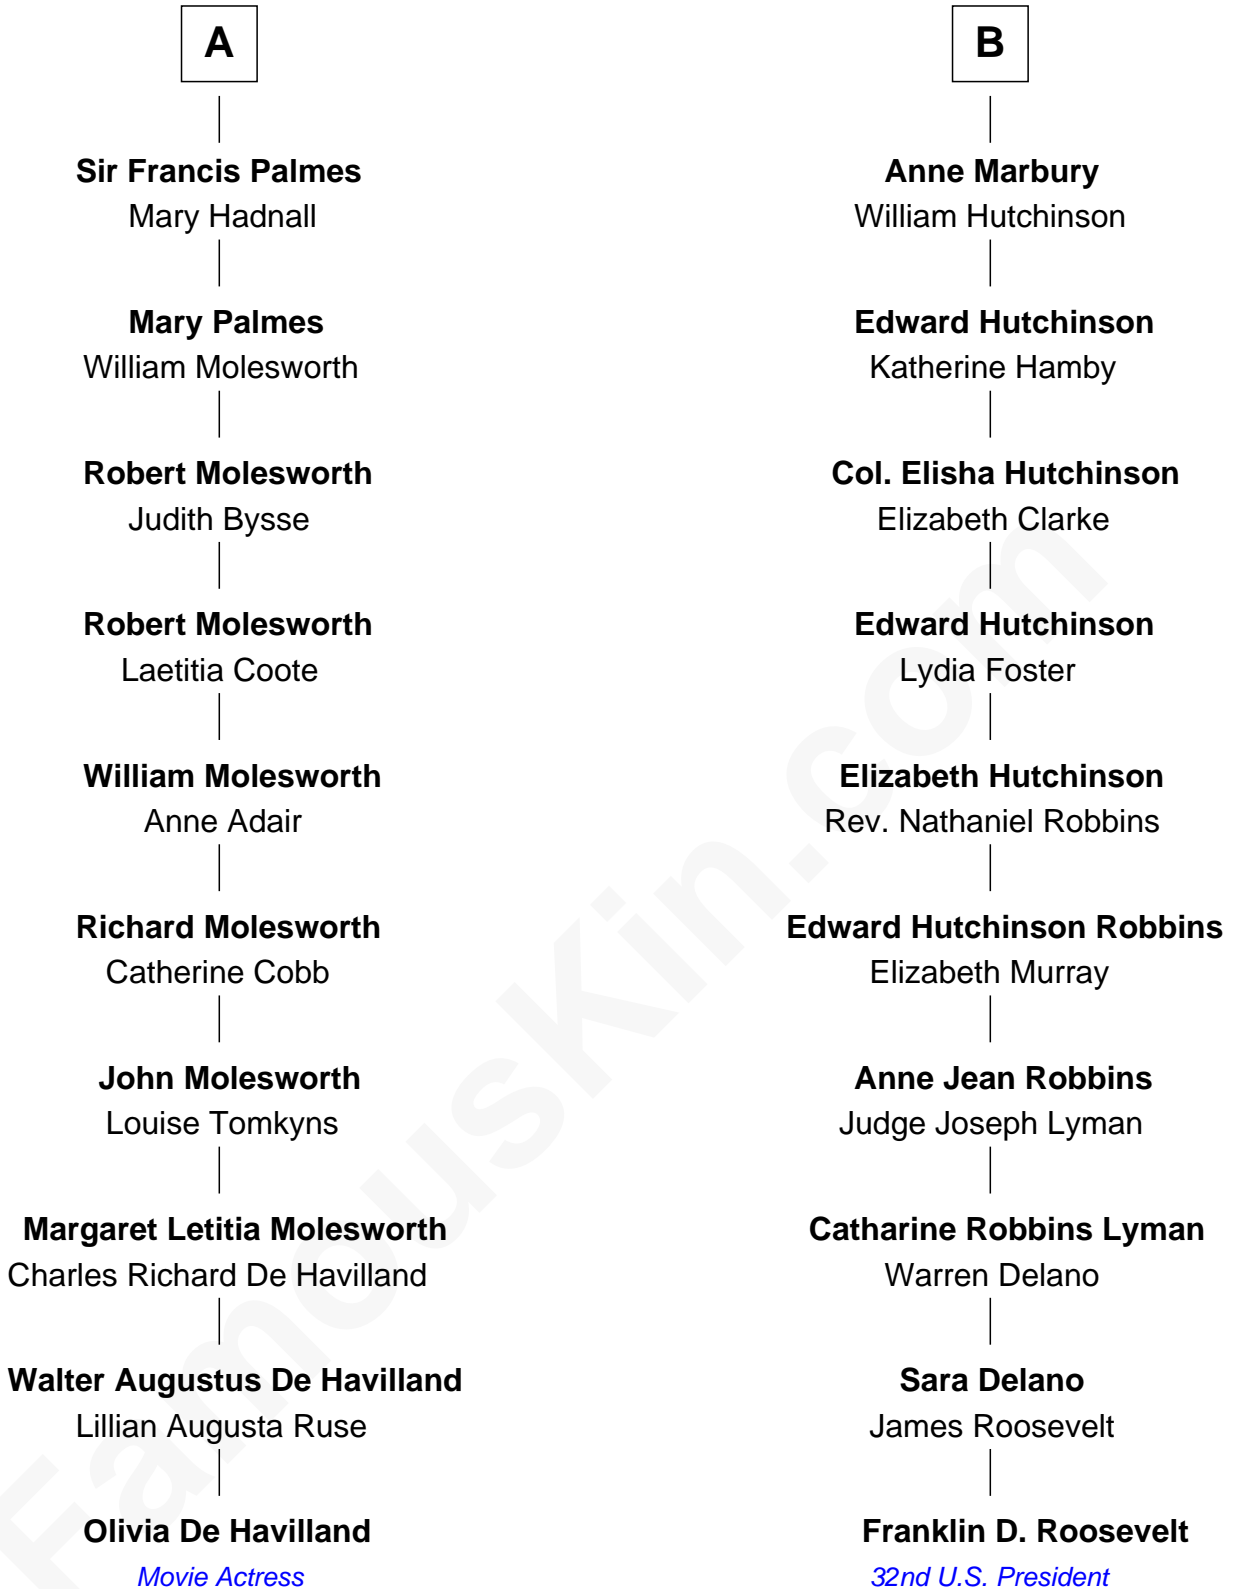 A
Sir Francis Palmes
Mary Hadnall
Mary Palmes
William Molesworth
Robert Molesworth
Judith Bysse
Robert Molesworth
Laetitia Coote
William Molesworth
Anne Adair
Richard Molesworth
Catherine Cobb
John Molesworth
Louise Tomkyns
Margaret Letitia Molesworth
Charles Richard De Havilland
Walter Augustus De Havilland
Lillian Augusta Ruse
Olivia De Havilland
Movie Actress
B
Anne Marbury
William Hutchinson
Edward Hutchinson
Katherine Hamby
Col. Elisha Hutchinson
Elizabeth Clarke
Edward Hutchinson
Lydia Foster
Elizabeth Hutchinson
Rev. Nathaniel Robbins
Edward Hutchinson Robbins
Elizabeth Murray
Anne Jean Robbins
Judge Joseph Lyman
Catharine Robbins Lyman
Warren Delano
Sara Delano
James Roosevelt
Franklin D. Roosevelt
32nd U.S. President
FamousKin.com